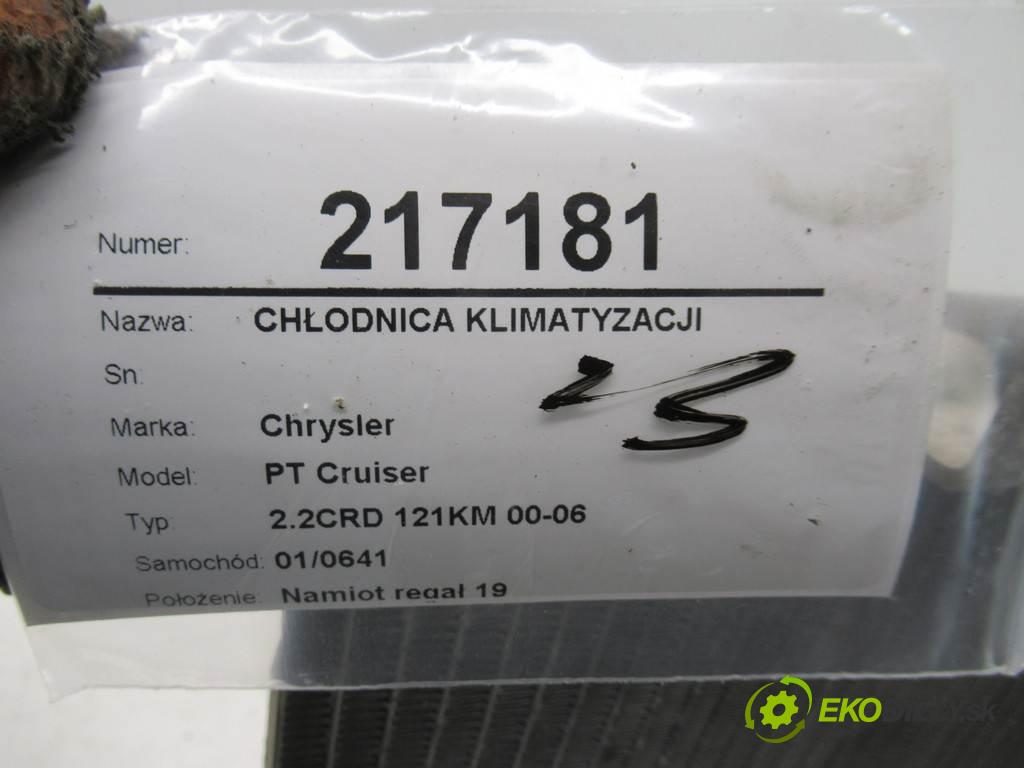 Numer: 217181
Nazwa: CHŁODNICA KLIMATYZACJI
Sn:
Marka: Chrysler
Model: PT Cruiser
Typ: 2.2CRD 121KM 00-06
Samochód: 01/0641
Położenie: Namiot regał 19